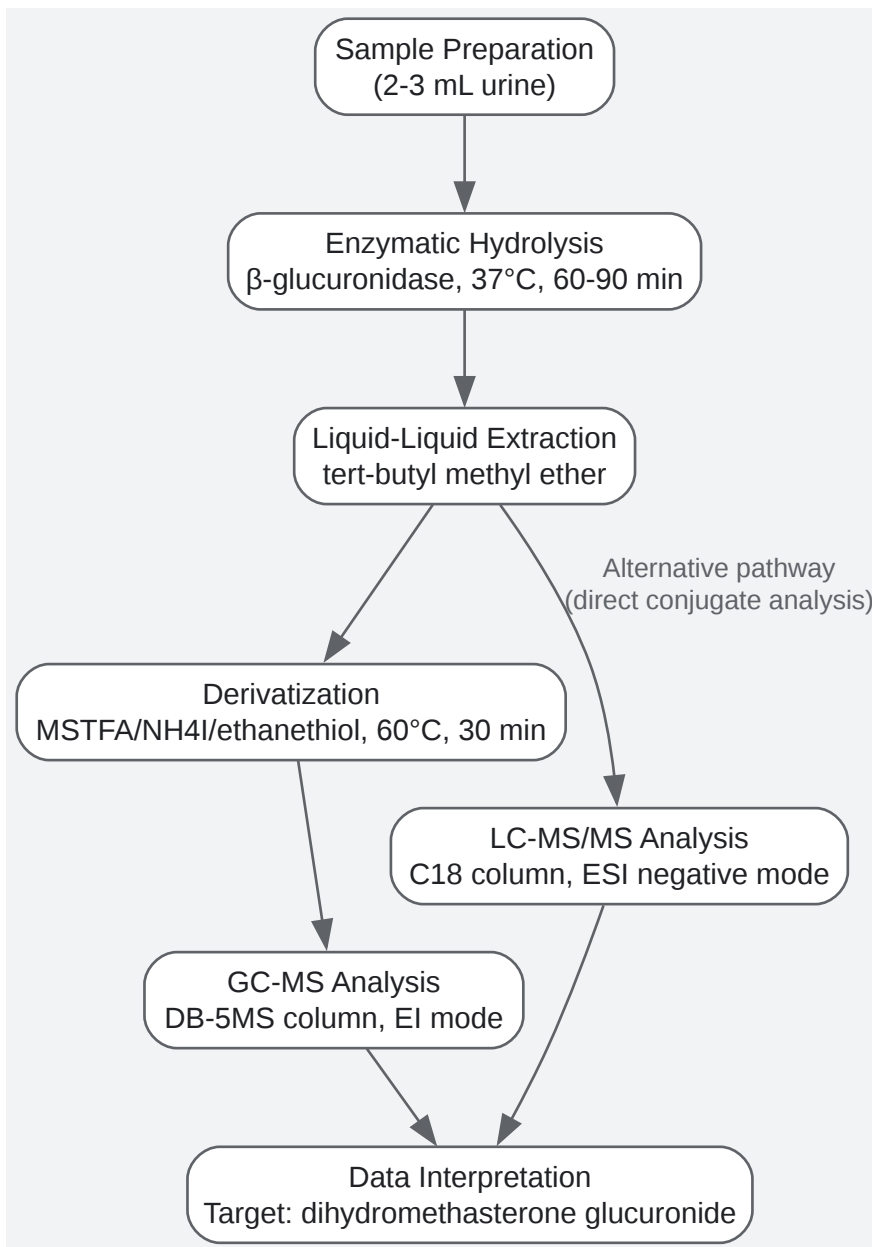 Sample Preparation
(2-3 mL urine)
Enzymatic Hydrolysis
β-glucuronidase, 37°C, 60-90 min
Liquid-Liquid Extraction
tert-butyl methyl ether
Alternative pathway
(direct conjugate analysis)
Derivatization
MSTFA/NH4I/ethanethiol, 60°C, 30 min
LC-MS/MS Analysis
C18 column, ESI negative mode
GC-MS Analysis
DB-5MS column, EI mode
Data Interpretation
Target: dihydromethasterone glucuronide